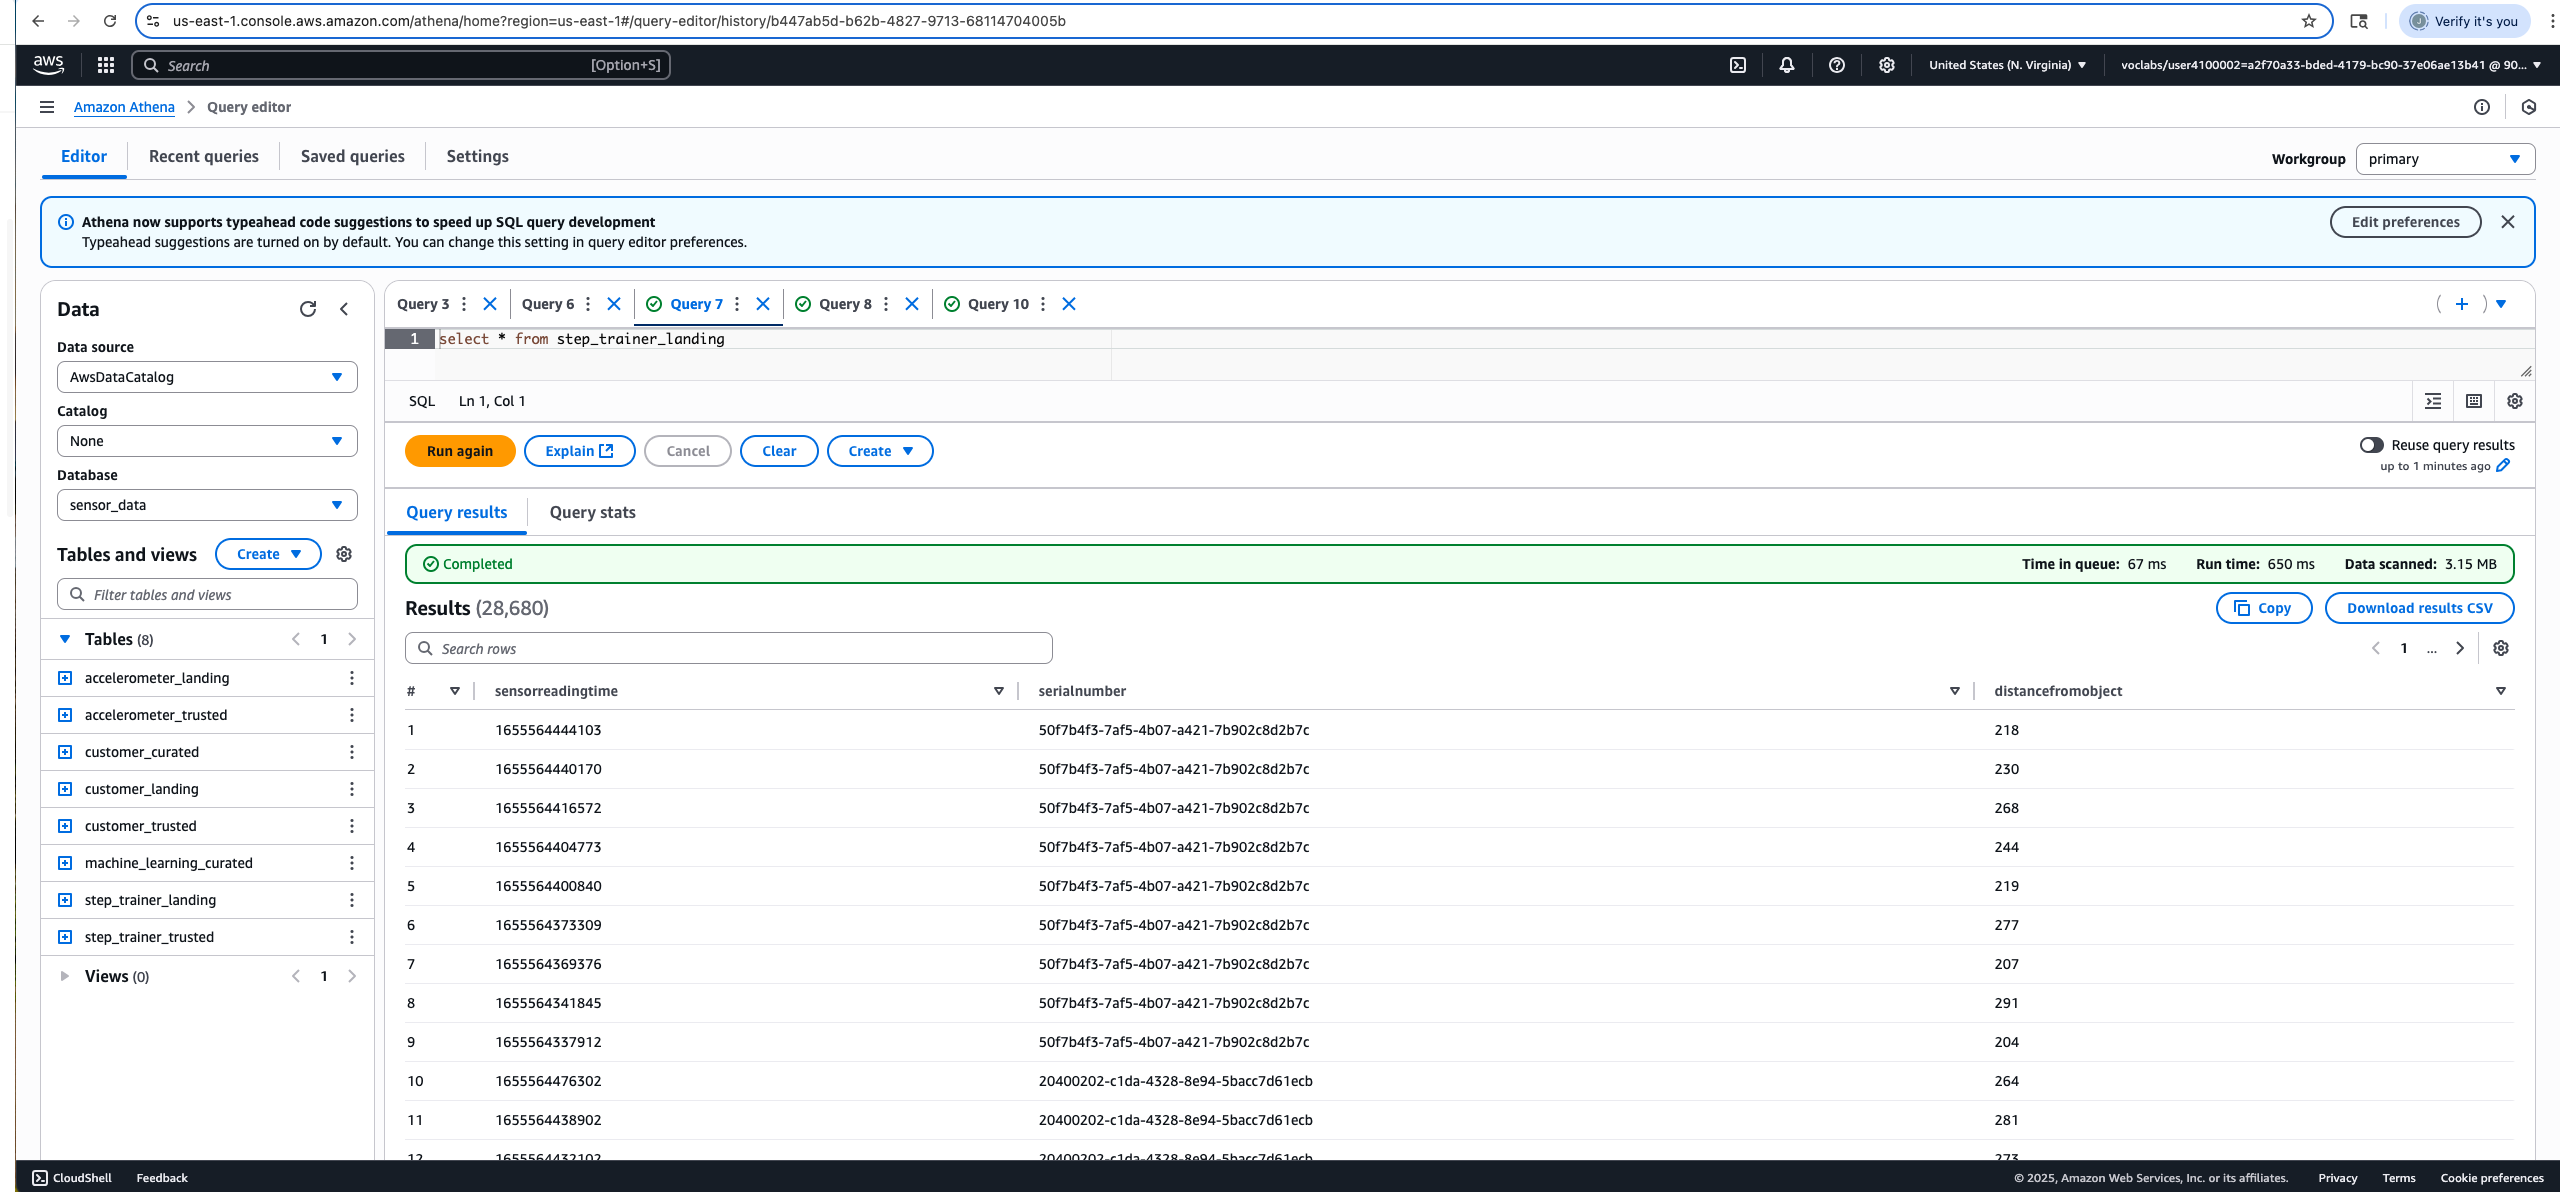 us-east-1.console.aws.amazon.com/athena/home?region=us-east-1#/query-editor/history/b447ab5d-b62b-4827-9713-68114704005b
J Verify it's you
aws Search [Option+S] United States (N. Virginia) voclabs/user4100002=a2f70a33-bded-4179-bc90-37e06ae13b41 @ 90...
Amazon Athena Query editor
Editor Recent queries Saved queries Settings
Workgroup primary
Athena now supports typeahead code suggestions to speed up SQL query development
Typeahead suggestions are turned on by default. You can change this setting in query editor preferences.
Edit preferences
Data
Data source
AwsDataCatalog
Catalog
None
Database
sensor_data
Tables and views Create
Filter tables and views
Tables (8) 1
accelerometer_landing
accelerometer_trusted
customer_curated
customer_landing
customer_trusted
machine_learning_curated
step_trainer_landing
step_trainer_trusted
Views (0) 1
Query 3 Query 6 Query 7 Query 8 Query 10
1 select * from step_trainer_landing
SQL Ln 1, Col 1
Run again Explain Cancel Clear Create
Reuse query results
up to 1 minutes ago
Query results Query stats
Completed Time in queue: 67 ms Run time: 650 ms Data scanned: 3.15 MB
Results (28,680) Copy Download results CSV
Search rows 1 ...
# sensorreadingtime serialnumber distancefromobject
1 1655564444103 50f7b4f3-7af5-4b07-a421-7b902c8d2b7c 218
2 1655564440170 50f7b4f3-7af5-4b07-a421-7b902c8d2b7c 230
3 1655564416572 50f7b4f3-7af5-4b07-a421-7b902c8d2b7c 268
4 1655564404773 50f7b4f3-7af5-4b07-a421-7b902c8d2b7c 244
5 1655564400840 50f7b4f3-7af5-4b07-a421-7b902c8d2b7c 219
6 1655564373309 50f7b4f3-7af5-4b07-a421-7b902c8d2b7c 277
7 1655564369376 50f7b4f3-7af5-4b07-a421-7b902c8d2b7c 207
8 1655564341845 50f7b4f3-7af5-4b07-a421-7b902c8d2b7c 291
9 1655564337912 50f7b4f3-7af5-4b07-a421-7b902c8d2b7c 204
10 1655564476302 20400202-c1da-4328-8e94-5bacc7d61ecb 264
11 1655564438902 20400202-c1da-4328-8e94-5bacc7d61ecb 281
12 1655564432102 20400202-c1da-4328-8e94-5bacc7d61ecb 273
CloudShell Feedback © 2025, Amazon Web Services, Inc. or its affiliates. Privacy Terms Cookie preferences